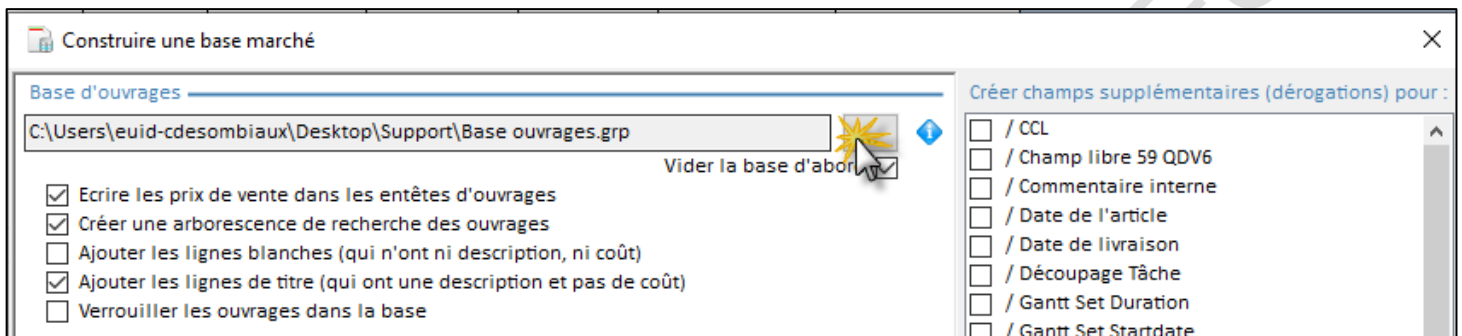 Construire une base marché
Base d'ouvrages
C:\Users\euid-cdesombiaux\Desktop\Support\Base ouvrages.grp
Vider la base d'abor
Ecrire les prix de vente dans les entêtes d'ouvrages
Créer une arborescence de recherche des ouvrages
Ajouter les lignes blanches (qui n'ont ni description, ni coût)
Ajouter les lignes de titre (qui ont une description et pas de coût)
Verrouiller les ouvrages dans la base
Créer champs supplémentaires (dérogations) pour :
/ CCL
/ Champ libre 59 QDV6
/ Commentaire interne
/ Date de l'article
/ Date de livraison
/ Découpage Tâche
/ Gantt Set Duration
/ Gantt Set Startdate